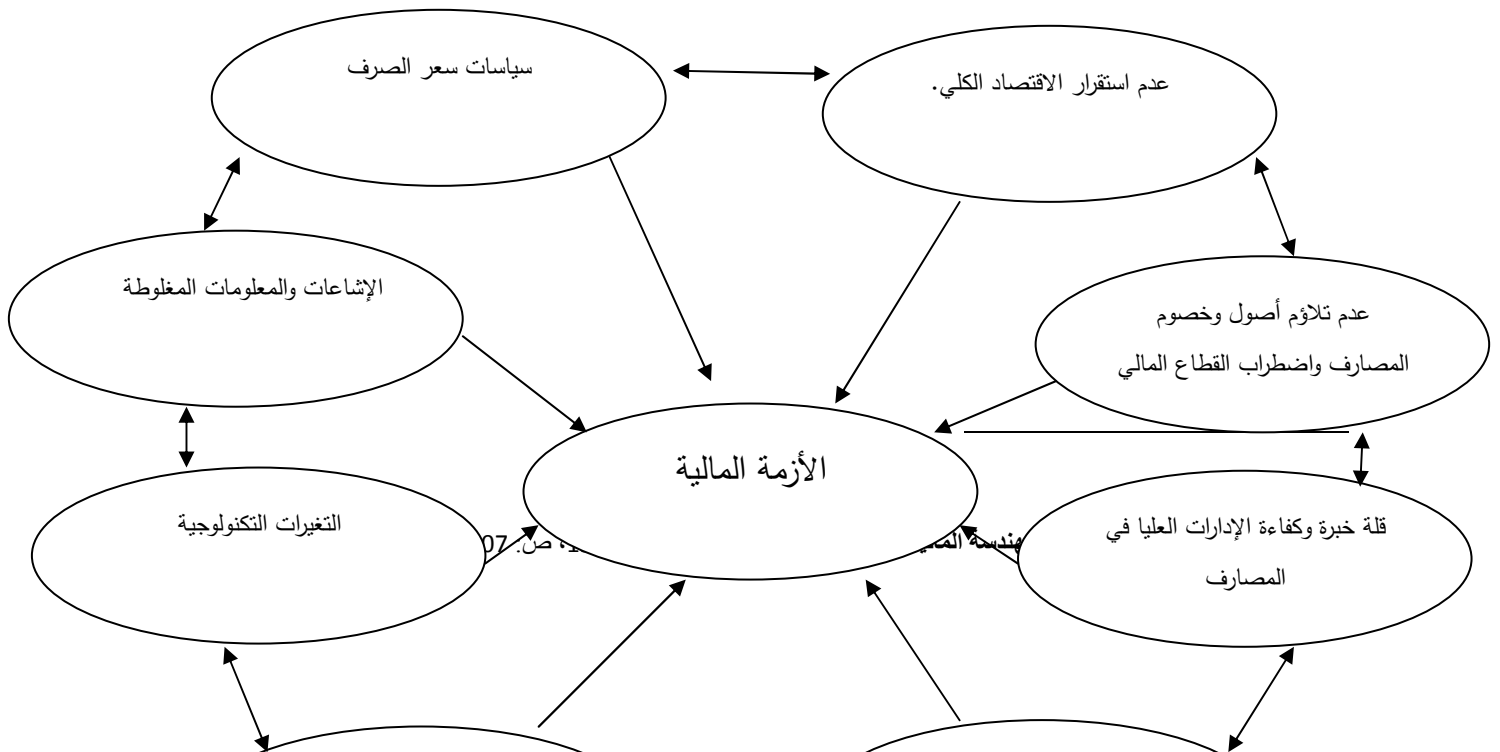 عدم استقرار الاقتصاد الكلي.
سياسات سعر الصرف
الإشاعات والمعلومات المغلوطة
عدم تلاؤم أصول وخصوم
المصارف واضطراب القطاع المالي
الأزمة المالية
قلة خبرة وكفاءة الإدارات العليا في
المصارف
التغيرات التكنولوجية
ص. 07